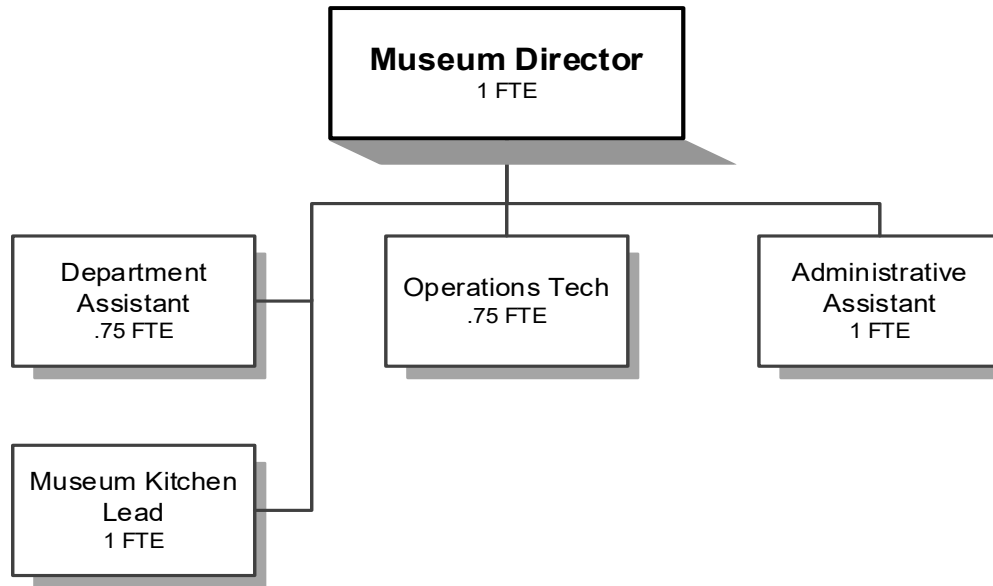 Museum Director
1 FTE
Department
Assistant
.75 FTE
Operations Tech
.75 FTE
Administrative
Assistant
1 FTE
Museum Kitchen
Lead
1 FTE